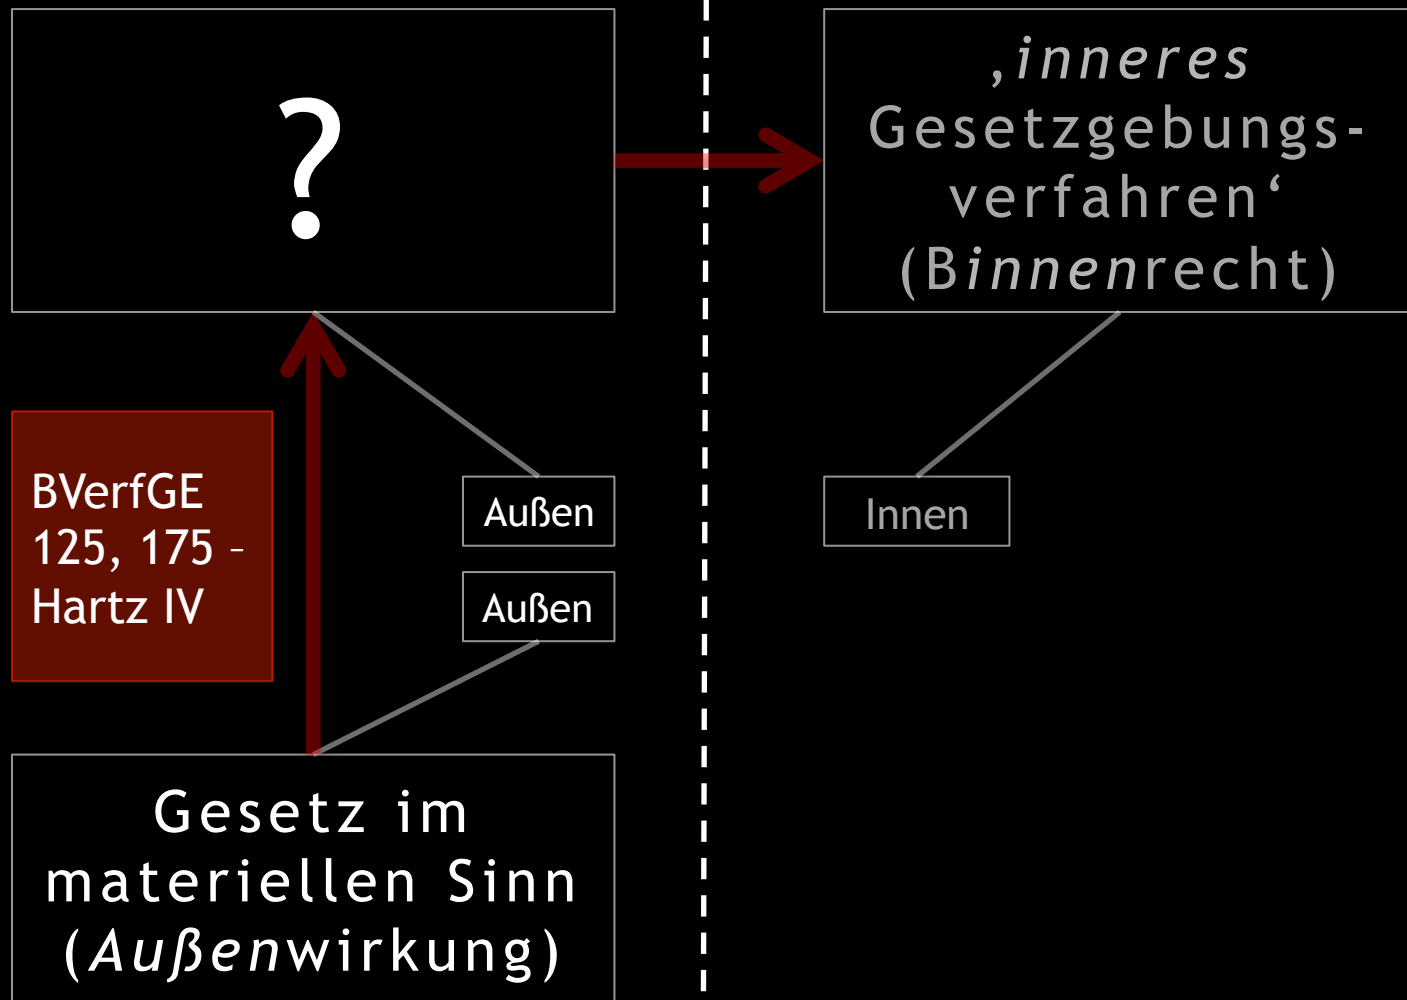 ?
‚inneres
Gesetzgebungs-
verfahren‘
(Binnenrecht)
BVerfGE
125, 175 –
Hartz IV
Außen
Innen
Außen
Gesetz im
materiellen Sinn
(Außenwirkung)